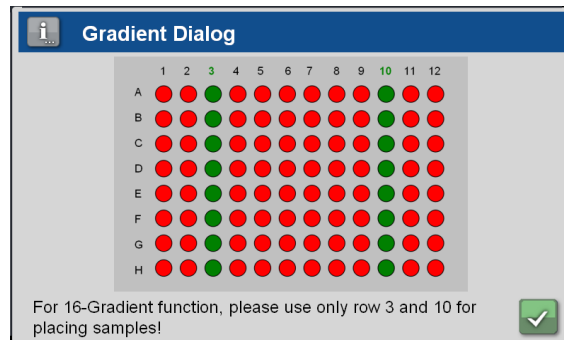 Gradient Dialog
1 2 3 4 5 6 7 8 9 10 11 12
A
B
C
D
E
F
G
H
For 16-Gradient function, please use only row 3 and 10 for
placing samples!